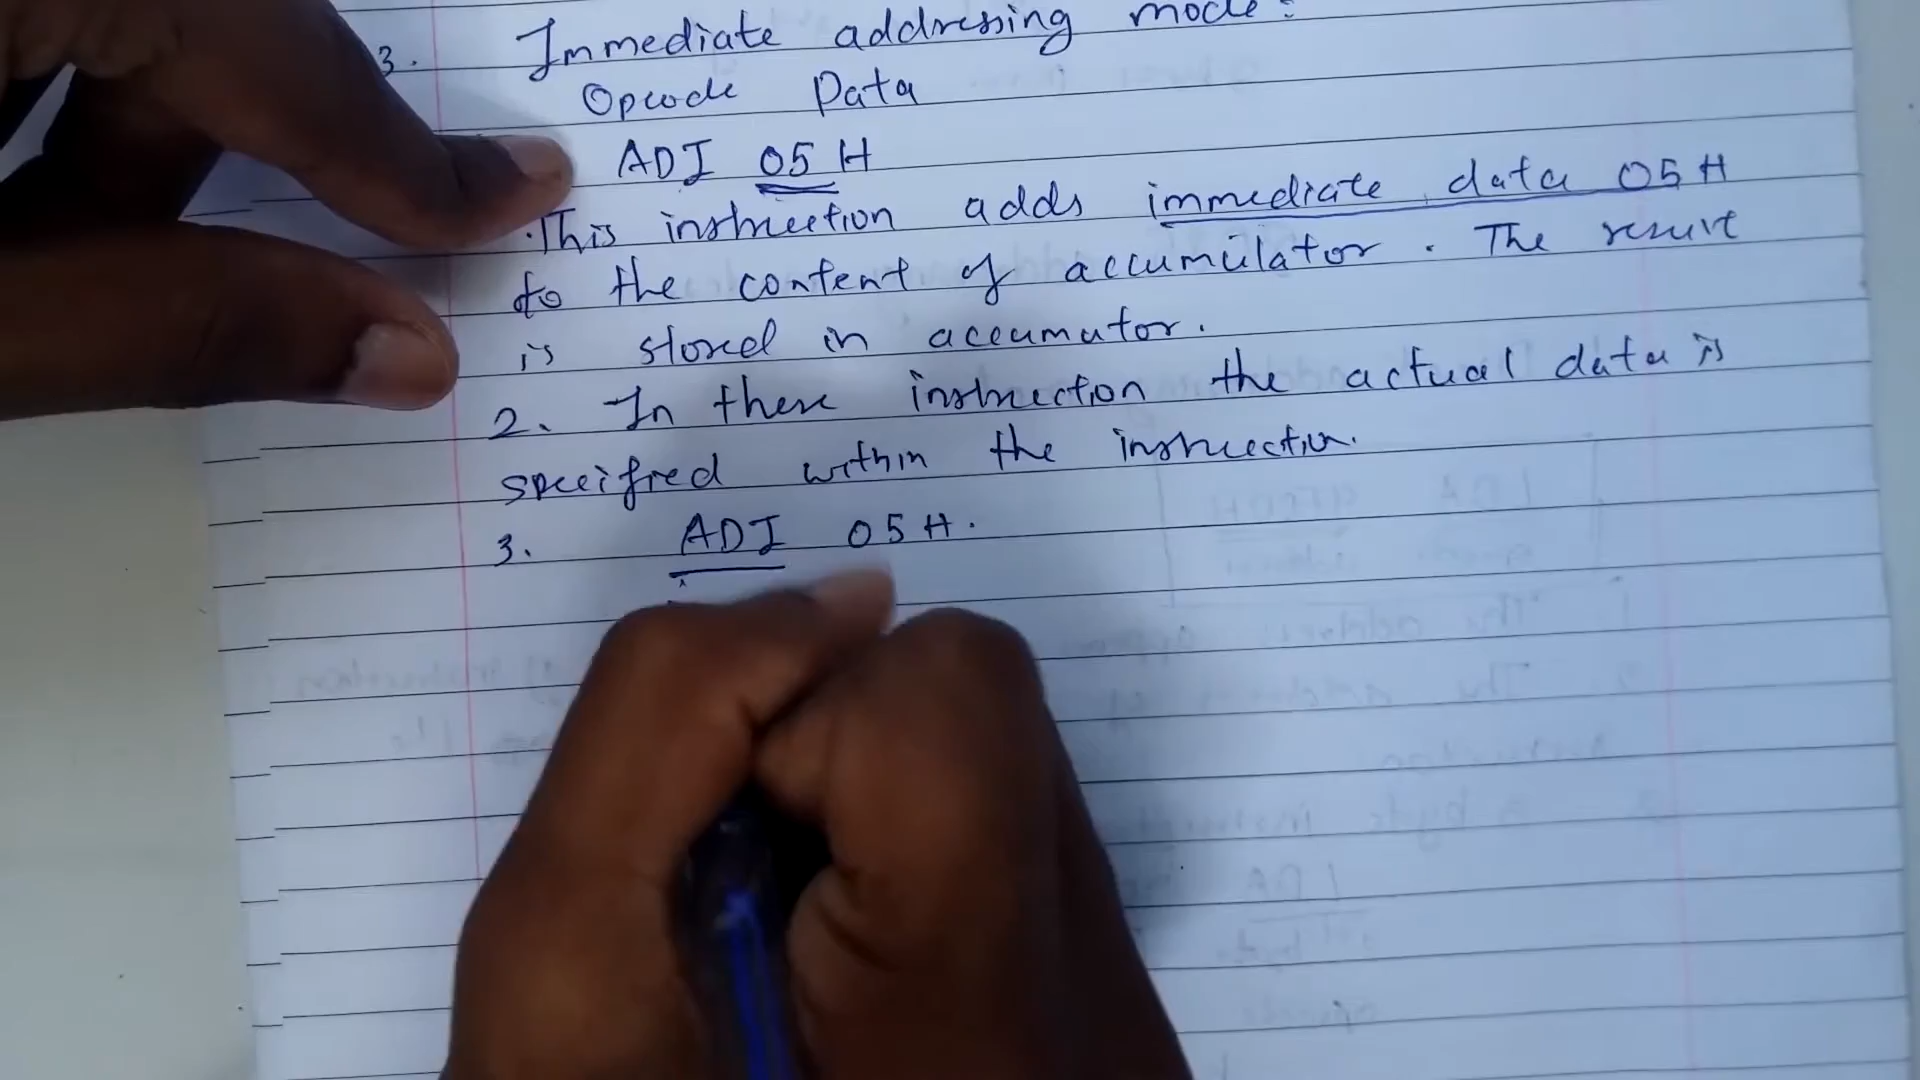 3. Immediate addressing mode:
Opcode Data
ADI 05 H
This instruction adds immediate data 05 H
to the content of accumulator. The result
is stored in accumator.
2. In these instruction the actual data is
specified within the instruction.
3. ADI 05 H.